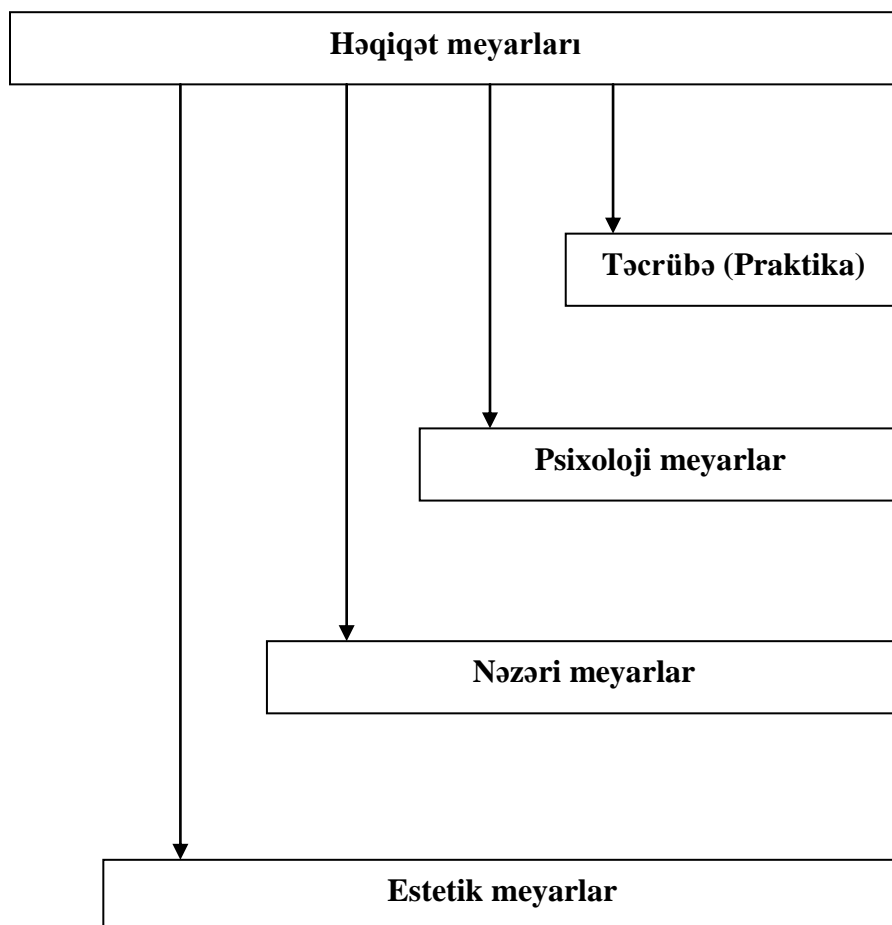 Həqiqət meyarları
Təcrübə (Praktika)
Psixoloji meyarlar
Nəzəri meyarlar
Estetik meyarlar